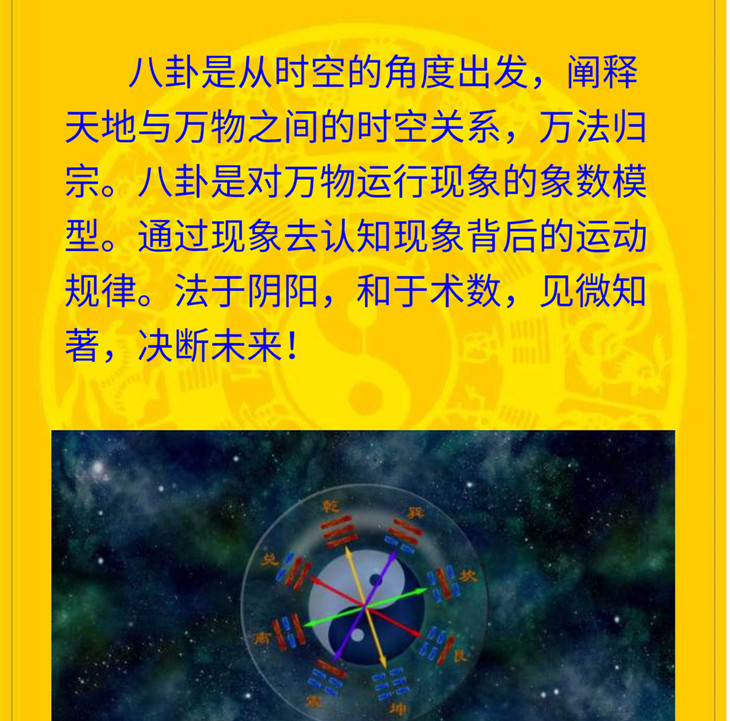 八卦是从时空的角度出发，阐释
天地与万物之间的时空关系，万法归
宗。八卦是对万物运行现象的象数模
型。通过现象去认知现象背后的运动
规律。法于阴阳，和于术数，见微知
著，决断未来！
乾
巽
兑
坎
离
艮
震
坤